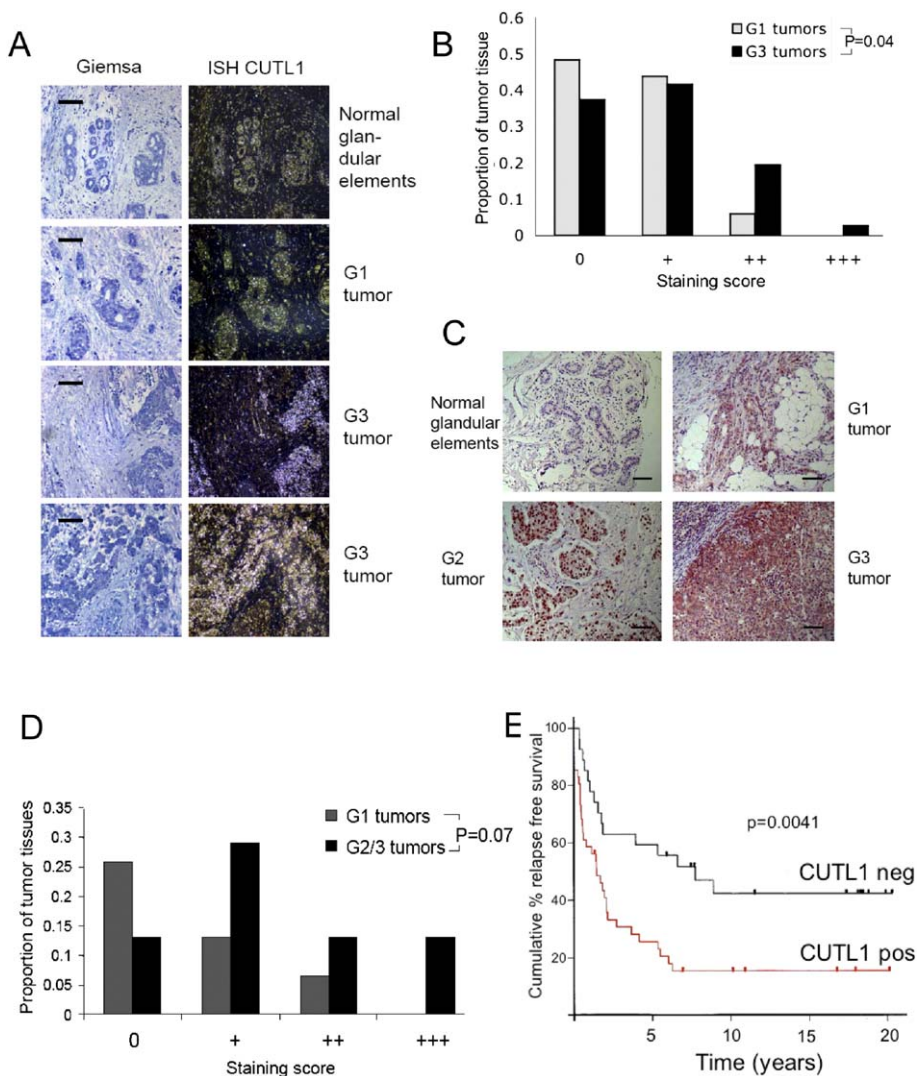 A
Giemsa
ISH CUTL1
Normal
glan-
dular
elements
G1
tumor
G3
tumor
G3
tumor
B
Proportion of tumor tissue
0.6
0.5
0.4
0.3
0.2
0.1
0
G1 tumors
G3 tumors
P=0.04
0
+
++
+++
Staining score
C
Normal
glandular
elements
G1
tumor
G2
tumor
G3
tumor
D
Proportion of tumor tissues
0.35
0.3
0.25
0.2
0.15
0.1
0.05
0
G1 tumors
G2/3 tumors
P=0.07
0
+
++
+++
Staining score
E
Cumulative % relapse free survival
100
80
60
40
20
p=0.0041
CUTL1 neg
CUTL1 pos
5
10
15
20
Time (years)